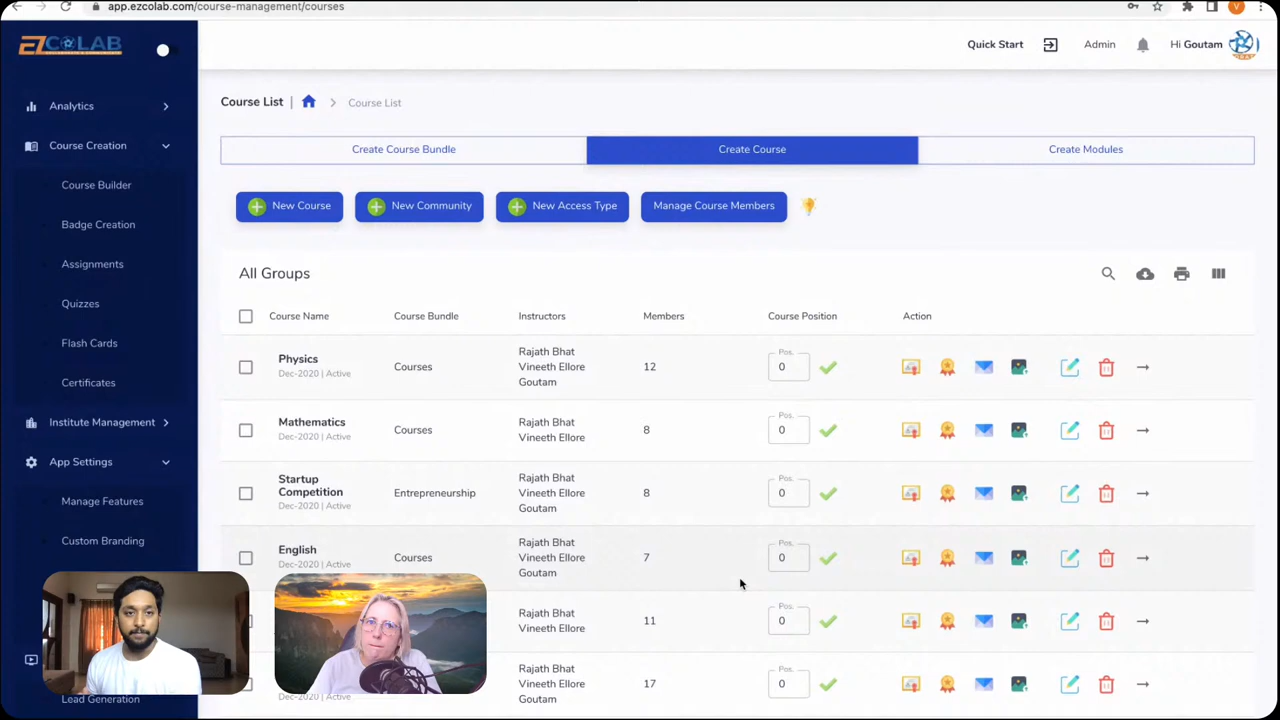 app.ezcolab.com/course-management/courses
V
EZCOLAB
Quick Start
Admin
Hi Goutam
Analytics
Course Creation
Course Builder
Badge Creation
Assignments
Quizzes
Flash Cards
Certificates
Institute Management
App Settings
Manage Features
Custom Branding
Lead Generation
Course List |
Course List
Create Course Bundle
Create Course
Create Modules
New Course
New Community
New Access Type
Manage Course Members
All Groups
Course Name
Course Bundle
Instructors
Members
Course Position
Action
Physics
Dec-2020 | Active
Courses
Rajath Bhat
Vineeth Ellore
Goutam
12
Pos.
0
Mathematics
Dec-2020 | Active
Courses
Rajath Bhat
Vineeth Ellore
8
Pos.
0
Startup
Competition
Dec-2020 | Active
Entrepreneurship
Rajath Bhat
Vineeth Ellore
Goutam
8
Pos.
0
English
Dec-2020 | Active
Courses
Rajath Bhat
Vineeth Ellore
Goutam
7
Pos.
0
Rajath Bhat
Vineeth Ellore
11
Pos.
0
Dec-2020 | Active
Rajath Bhat
Vineeth Ellore
Goutam
17
Pos.
0